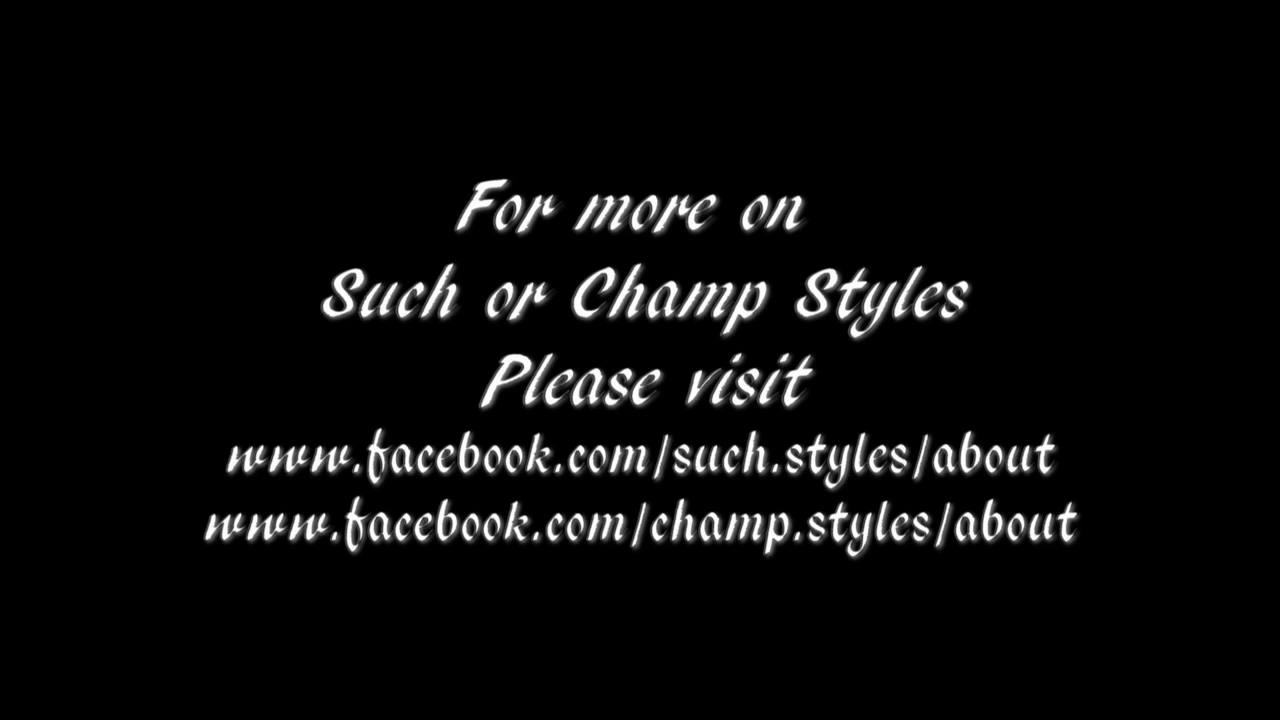 For more on
Such or Champ Styles
Please visit
www.facebook.com/such.styles/about
www.facebook.com/champ.styles/about